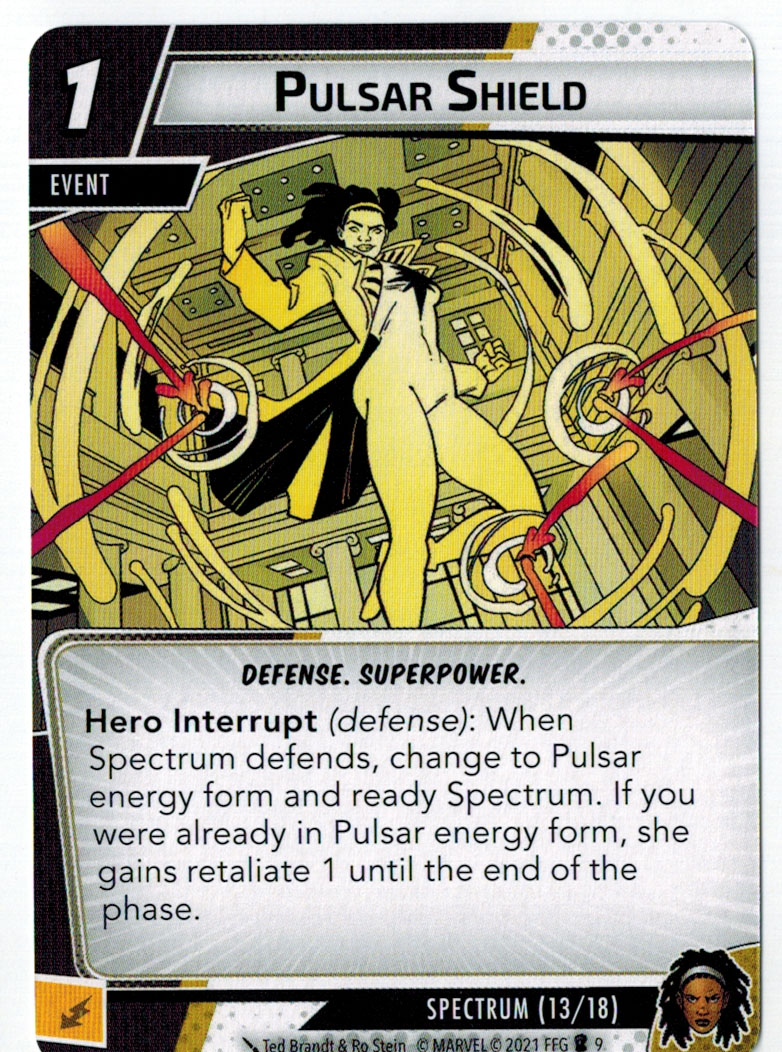 1
PULSAR SHIELD
EVENT
DEFENSE. SUPERPOWER.
Hero Interrupt (defense): When
Spectrum defends, change to Pulsar
energy form and ready Spectrum. If you
were already in Pulsar energy form, she
gains retaliate 1 until the end of the
phase.
SPECTRUM (13/18)
Ted Brandt & Ro Stein © MARVEL © 2021 FFG 9